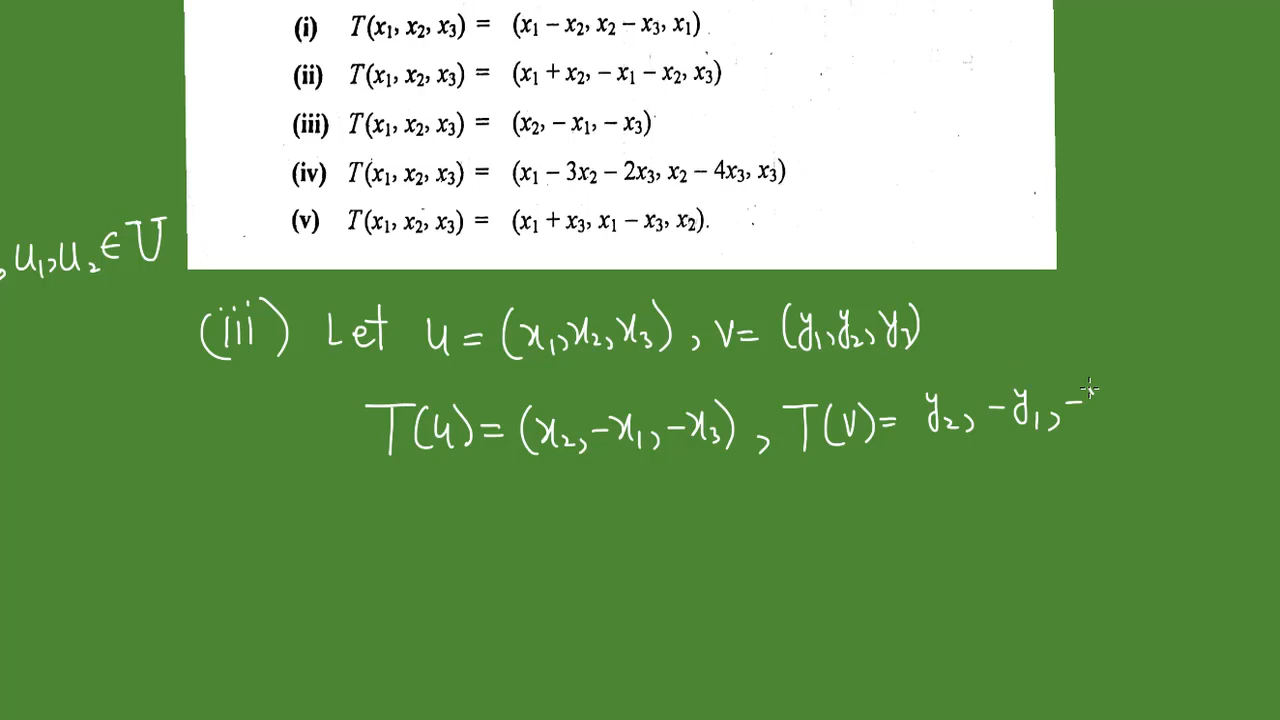 (i) T(x₁, x₂, x₃) = (x₁ − x₂, x₂ − x₃, x₁)
(ii) T(x₁, x₂, x₃) = (x₁ + x₂, − x₁ − x₂, x₃)
(iii) T(x₁, x₂, x₃) = (x₂, − x₁, − x₃)
(iv) T(x₁, x₂, x₃) = (x₁ − 3x₂ − 2x₃, x₂ − 4x₃, x₃)
(v) T(x₁, x₂, x₃) = (x₁ + x₃, x₁ − x₃, x₂).
, u₁, u₂ ∈ U
(iii) Let u = (x₁, x₂, x₃), v = (y₁, y₂, y₃)
T(u) = (x₂, −x₁, −x₃), T(v) = y₂, −y₁, −